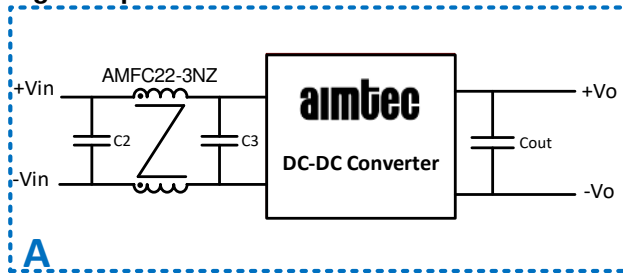 AMFC22-3NZ
+Vin
C2
C3
-Vin
aimtec
DC-DC Converter
+Vo
Cout
-Vo
A